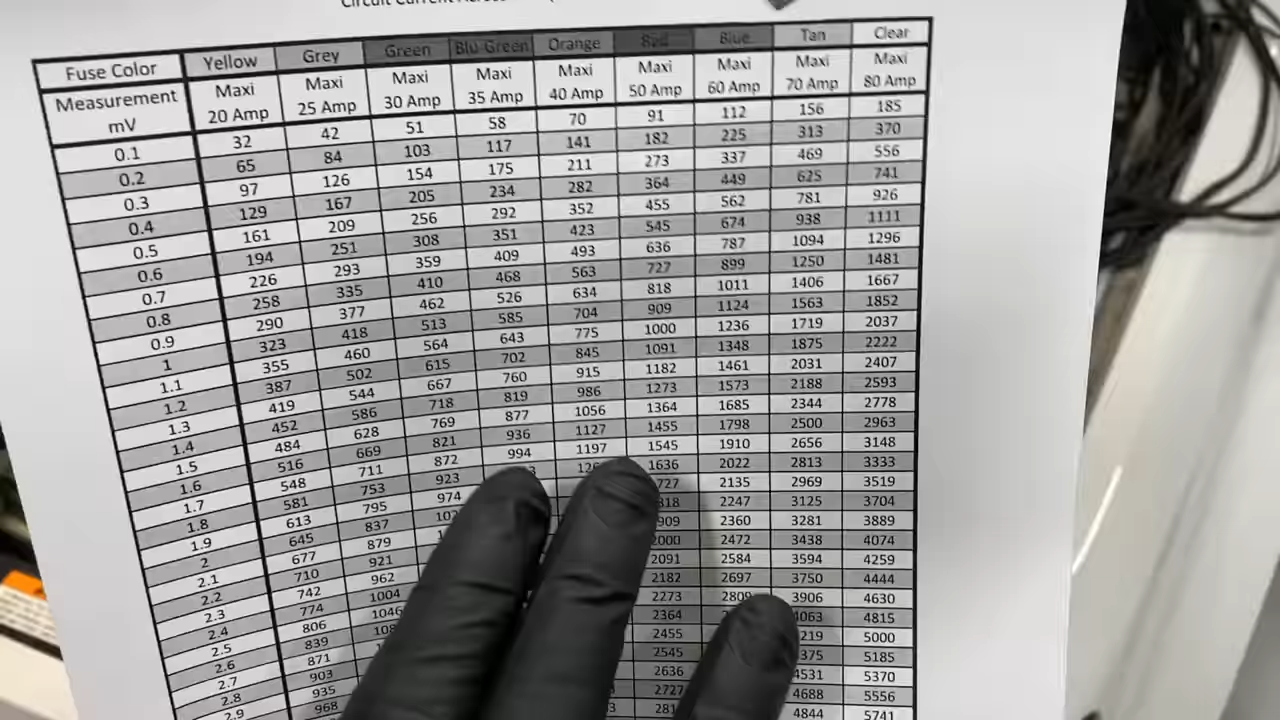 Fuse Color Yellow Grey Green Blu-Green Orange Red Blue Tan Clear
Measurement mV Maxi 20 Amp Maxi 25 Amp Maxi 30 Amp Maxi 35 Amp Maxi 40 Amp Maxi 50 Amp Maxi 60 Amp Maxi 70 Amp Maxi 80 Amp
0.1 32 42 51 58 70 91 112 156 185
0.2 65 84 103 117 141 182 225 313 370
0.3 97 126 154 175 211 273 337 469 556
0.4 129 167 205 234 282 364 449 625 741
0.5 161 209 256 292 352 455 562 781 926
0.6 194 251 308 351 423 545 674 938 1111
0.7 226 293 359 409 493 636 787 1094 1296
0.8 258 335 410 468 563 727 899 1250 1481
0.9 290 377 462 526 634 818 1011 1406 1667
1 323 418 513 585 704 909 1124 1563 1852
1.1 355 460 564 643 775 1000 1236 1719 2037
1.2 387 502 615 702 845 1091 1348 1875 2222
1.3 419 544 667 760 915 1182 1461 2031 2407
1.4 452 586 718 819 986 1273 1573 2188 2593
1.5 484 628 769 877 1056 1364 1685 2344 2778
1.6 516 669 821 936 1127 1455 1798 2500 2963
1.7 548 711 872 994 1197 1545 1910 2656 3148
1.8 581 753 923 1636 2022 2813 3333
1.9 613 795 974 2135 2969 3519
2 645 837 2247 3125 3704
2.1 677 879 2360 3281 3889
2.2 710 921 2000 2472 3438 4074
2.3 742 962 2091 2584 3594 4259
2.4 774 1004 2182 2697 3750 4444
2.5 806 1046 2273 2809 3906 4630
2.6 839 2364 4063 4815
2.7 871 2455 5000
2.8 903 2545 5185
2.9 935 2636 4531 5370
968 2727 4688 5556
4844 5741